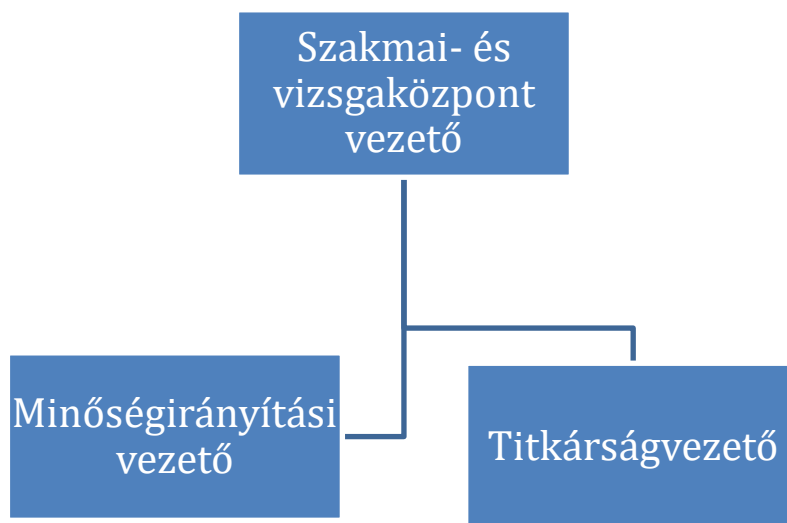 Szakmai- és
vizsgaközpont
vezető
Minőségirányítási
vezető
Titkárságvezető